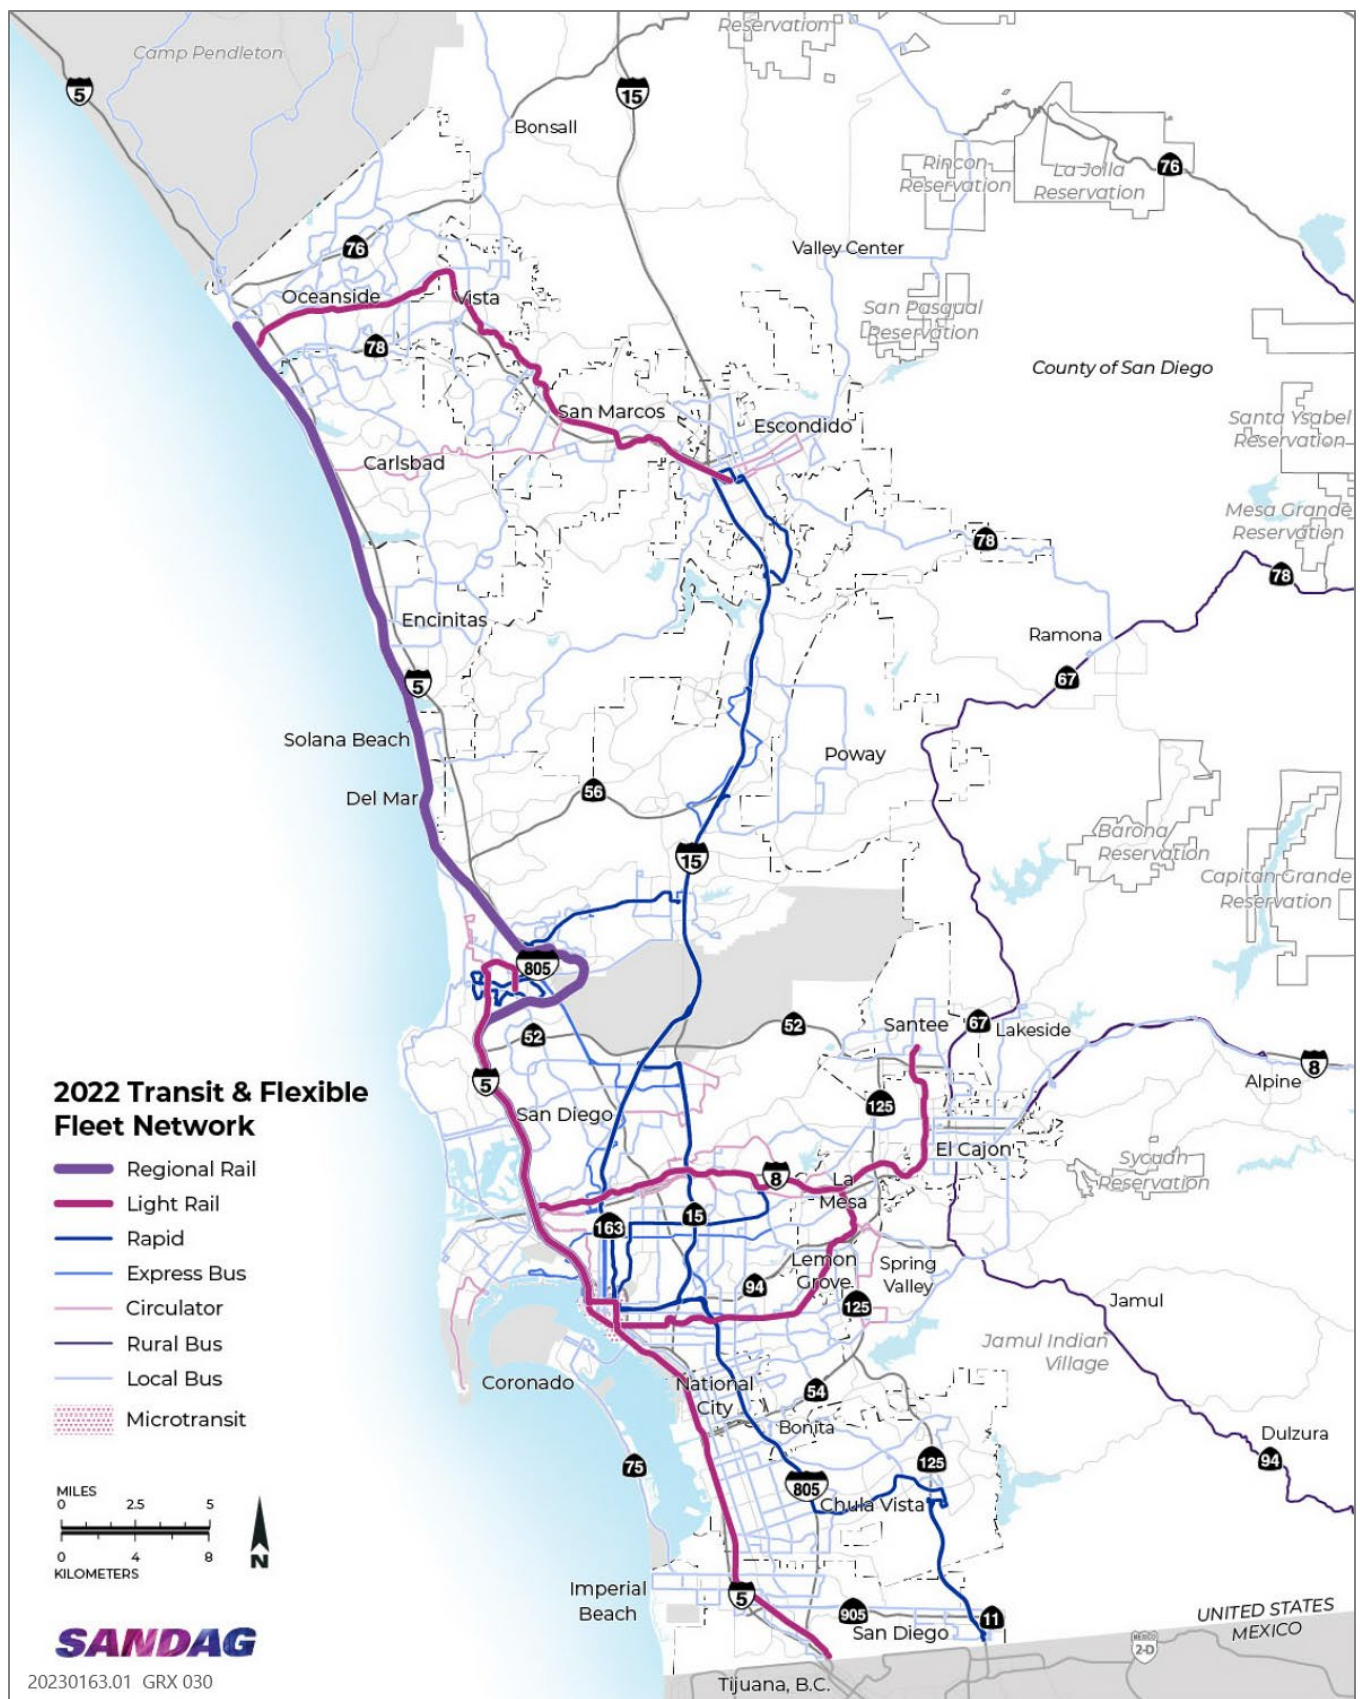 Reservation
Camp Pendleton
5
15
Bonsall
Rincon
Reservation
La Jolla
Reservation
76
76
Valley Center
Oceanside
Vista
San Pasqual
Reservation
78
County of San Diego
San Marcos
Escondido
Santa Ysabel
Reservation
Carlsbad
Mesa Grande
Reservation
78
78
Encinitas
Ramona
67
5
Solana Beach
Poway
Del Mar
56
Barona
Reservation
15
Capitan Grande
Reservation
805
52
52
Santee
67
Lakeside
8
Alpine
5
125
San Diego
El Cajon
Sycuan
Reservation
8
La
Mesa
163
15
Lemon
Grove
Spring
Valley
94
125
Jamul
Jamul Indian
Village
Coronado
National
City
54
Bonita
Dulzura
94
75
125
805
Chula Vista
Imperial
Beach
5
905
San Diego
11
UNITED STATES
MEXICO
MEXICO
2-D
Tijuana, B.C.
2022 Transit & Flexible
Fleet Network
Regional Rail
Light Rail
Rapid
Express Bus
Circulator
Rural Bus
Local Bus
Microtransit
MILES
0 2.5 5
0 4 8
KILOMETERS
N
SANDAG
20230163.01 GRX 030